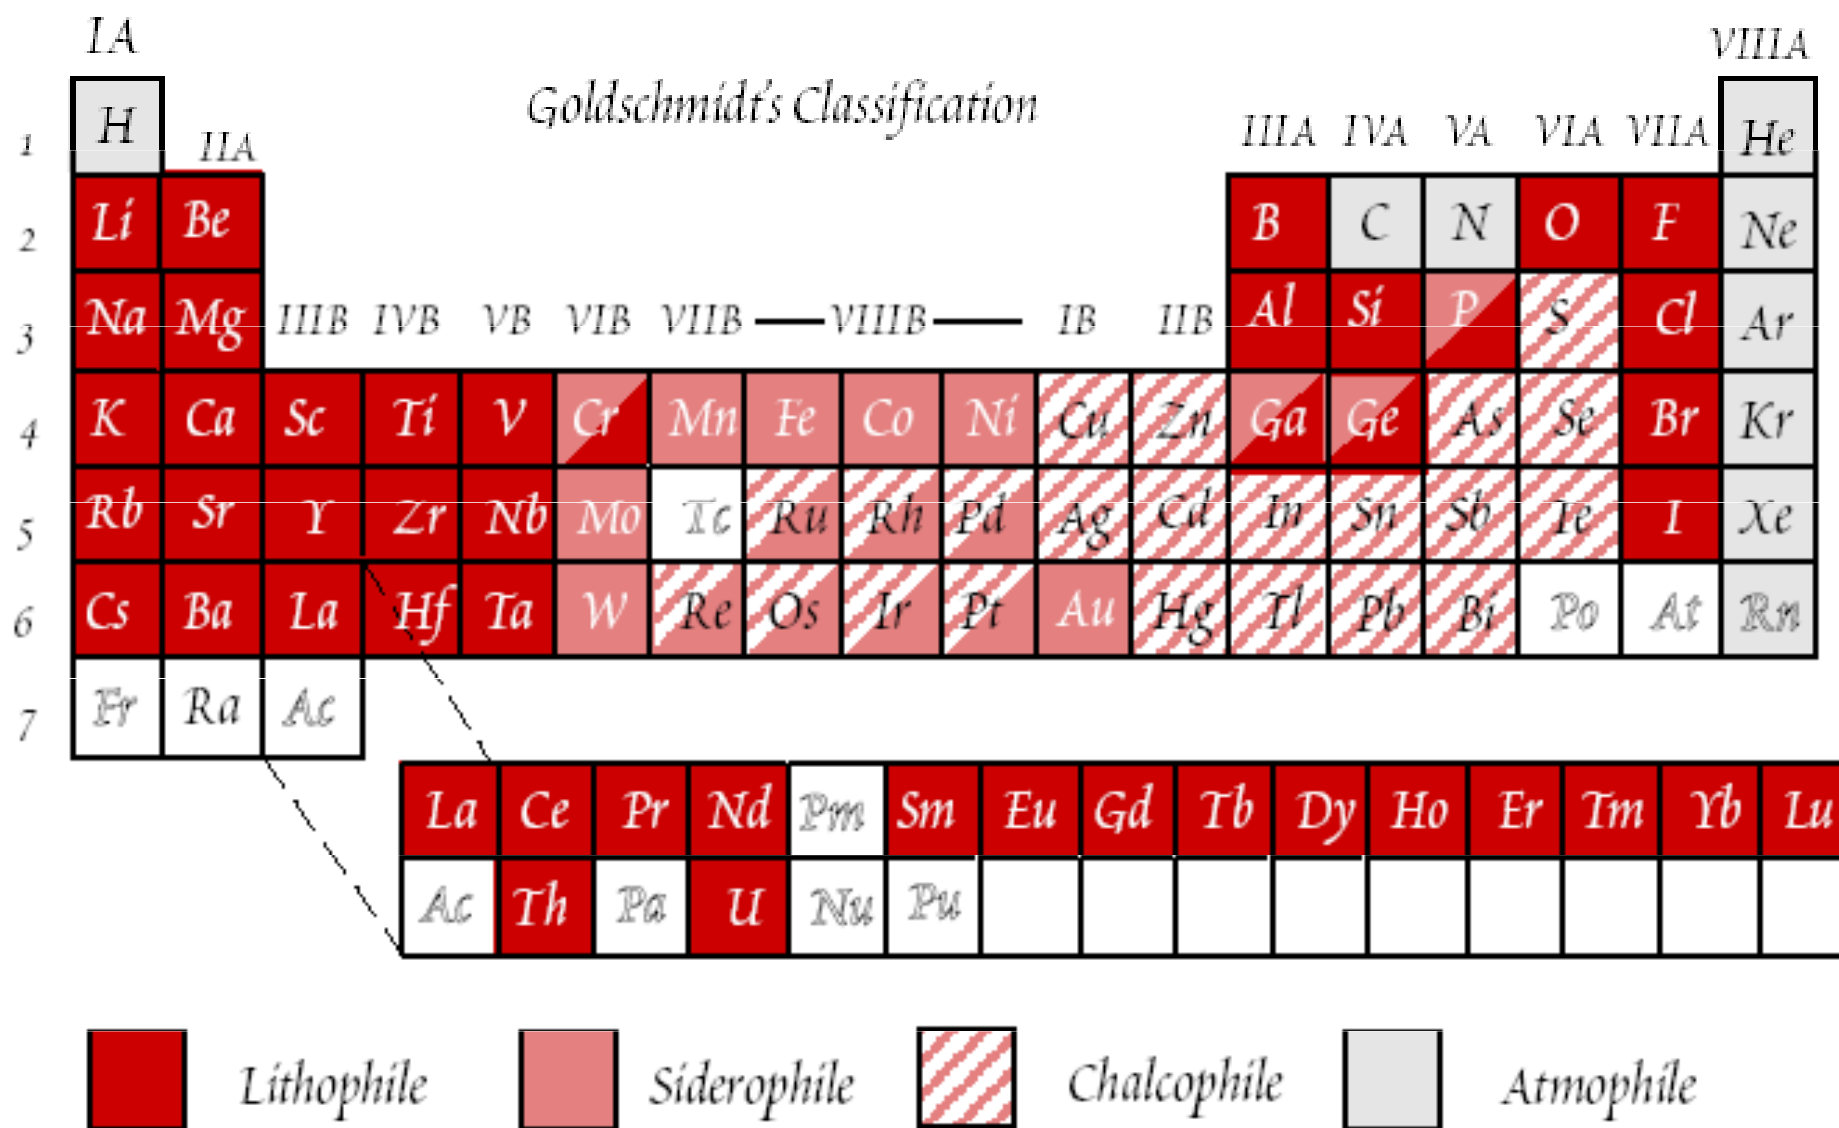 IA VIIIA
Goldschmidt's Classification
1 H IIA IIIA IVA VA VIA VIIA He
2 Li Be B C N O F Ne
3 Na Mg IIIB IVB VB VIB VIIB VIIIB IB IIB Al Si P S Cl Ar
4 K Ca Sc Ti V Cr Mn Fe Co Ni Cu Zn Ga Ge As Se Br Kr
5 Rb Sr Y Zr Nb Mo Tc Ru Rh Pd Ag Cd In Sn Sb Te I Xe
6 Cs Ba La Hf Ta W Re Os Ir Pt Au Hg Tl Pb Bi Po At Rn
7 Fr Ra Ac
La Ce Pr Nd Pm Sm Eu Gd Tb Dy Ho Er Tm Yb Lu
Ac Th Pa U Nu Pu
Lithophile Siderophile Chalcophile Atmophile